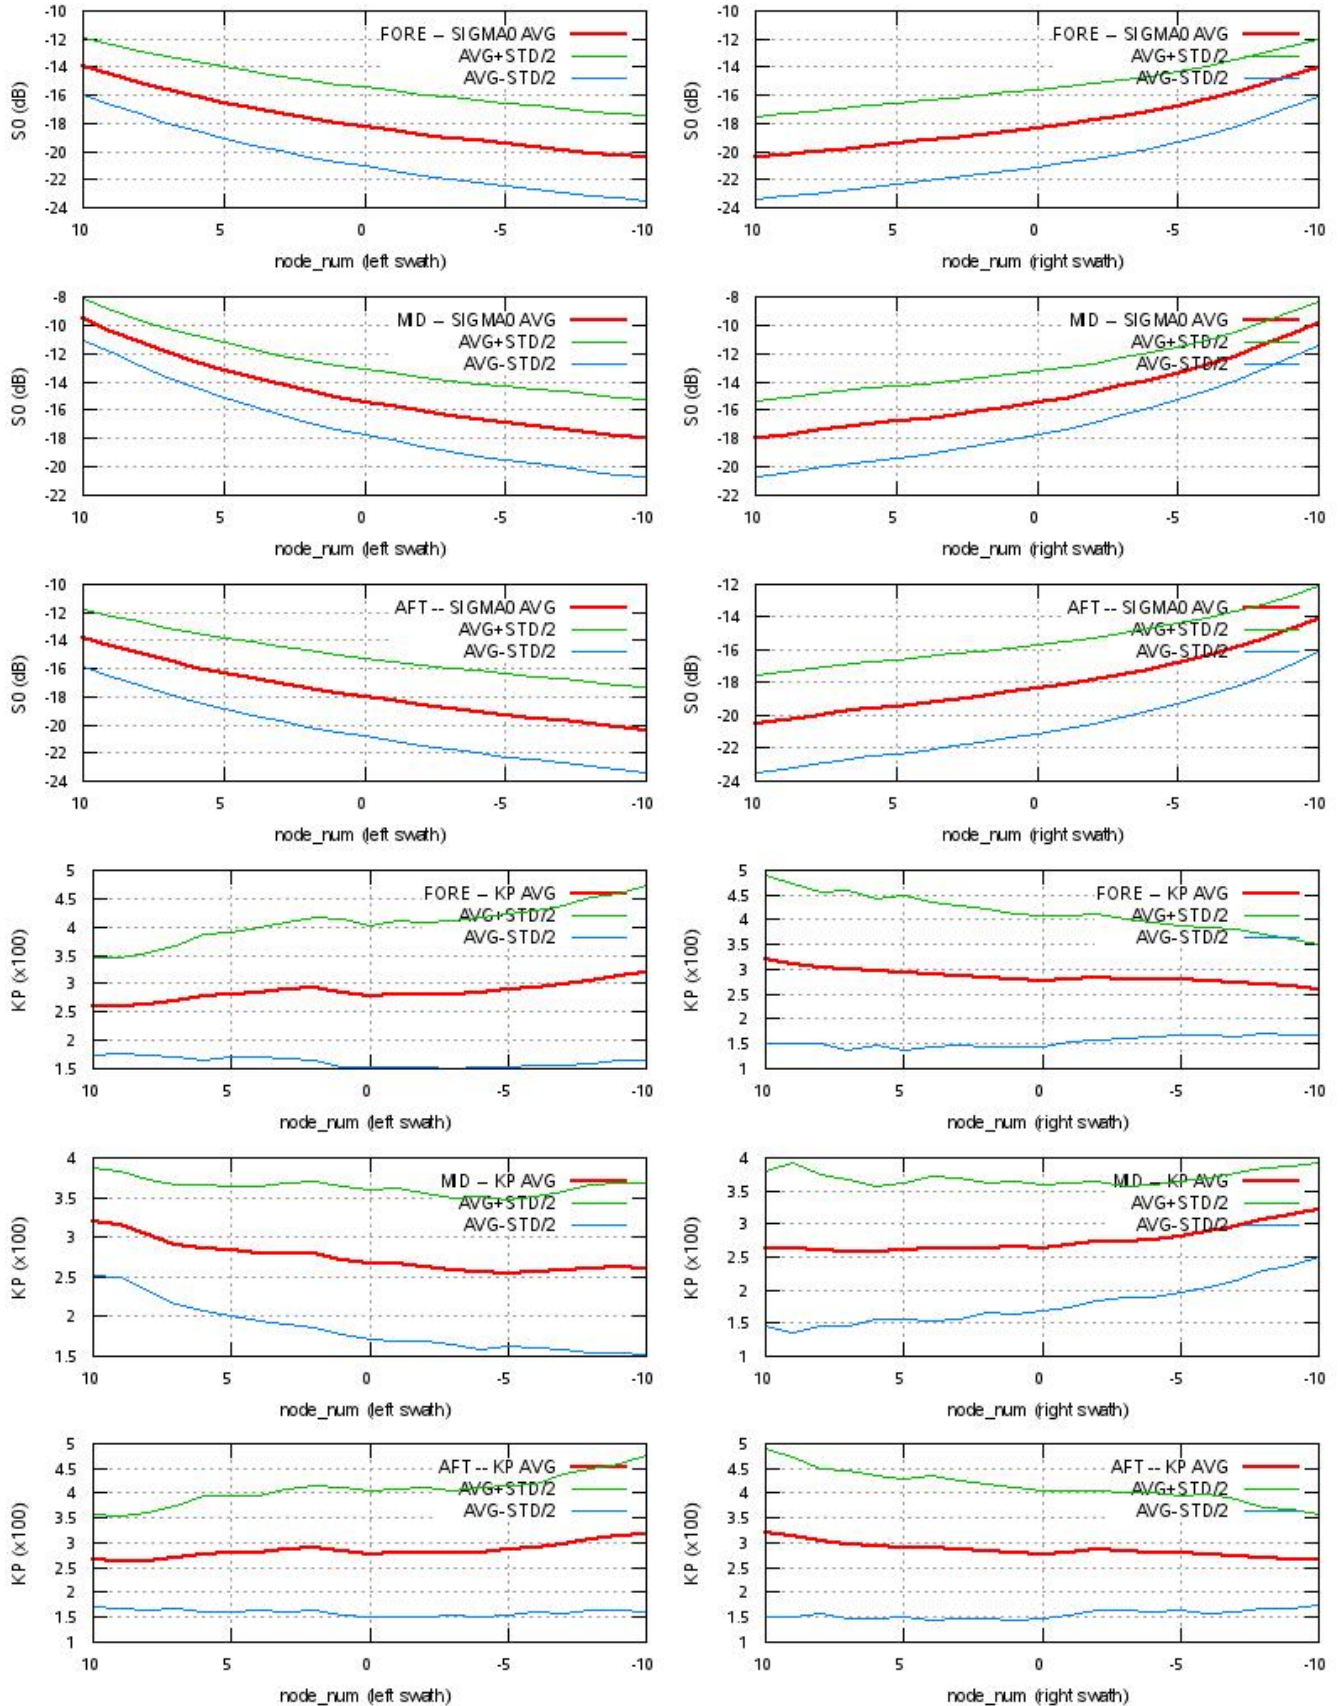 FORE – SIGMA0 AVG
AVG+STD/2
AVG-STD/2
S0 (dB)
-10
-12
-14
-16
-18
-20
-22
-24
10 5 0 -5 -10
node_num (left swath)
FORE – SIGMA0 AVG
AVG+STD/2
AVG-STD/2
S0 (dB)
-10
-12
-14
-16
-18
-20
-22
-24
10 5 0 -5 -10
node_num (right swath)
MID – SIGMA0 AVG
AVG+STD/2
AVG-STD/2
S0 (dB)
-8
-10
-12
-14
-16
-18
-20
-22
10 5 0 -5 -10
node_num (left swath)
MID – SIGMA0 AVG
AVG+STD/2
AVG-STD/2
S0 (dB)
-8
-10
-12
-14
-16
-18
-20
-22
10 5 0 -5 -10
node_num (right swath)
AFT -- SIGMA0 AVG
AVG+STD/2
AVG-STD/2
S0 (dB)
-10
-12
-14
-16
-18
-20
-22
-24
10 5 0 -5 -10
node_num (left swath)
AFT -- SIGMA0 AVG
AVG+STD/2
AVG-STD/2
S0 (dB)
-12
-14
-16
-18
-20
-22
-24
10 5 0 -5 -10
node_num (right swath)
FORE – KP AVG
AVG+STD/2
AVG-STD/2
KP (x100)
5
4.5
4
3.5
3
2.5
2
1.5
10 5 0 -5 -10
node_num (left swath)
FORE – KP AVG
AVG+STD/2
AVG-STD/2
KP (x100)
5
4.5
4
3.5
3
2.5
2
1.5
1
10 5 0 -5 -10
node_num (right swath)
MID – KP AVG
AVG+STD/2
AVG-STD/2
KP (x100)
4
3.5
3
2.5
2
1.5
10 5 0 -5 -10
node_num (left swath)
MID – KP AVG
AVG+STD/2
AVG-STD/2
KP (x100)
4
3.5
3
2.5
2
1.5
1
10 5 0 -5 -10
node_num (right swath)
AFT -- KP AVG
AVG+STD/2
AVG-STD/2
KP (x100)
5
4.5
4
3.5
3
2.5
2
1.5
1
10 5 0 -5 -10
node_num (left swath)
AFT -- KP AVG
AVG+STD/2
AVG-STD/2
KP (x100)
5
4.5
4
3.5
3
2.5
2
1.5
1
10 5 0 -5 -10
node_num (right swath)